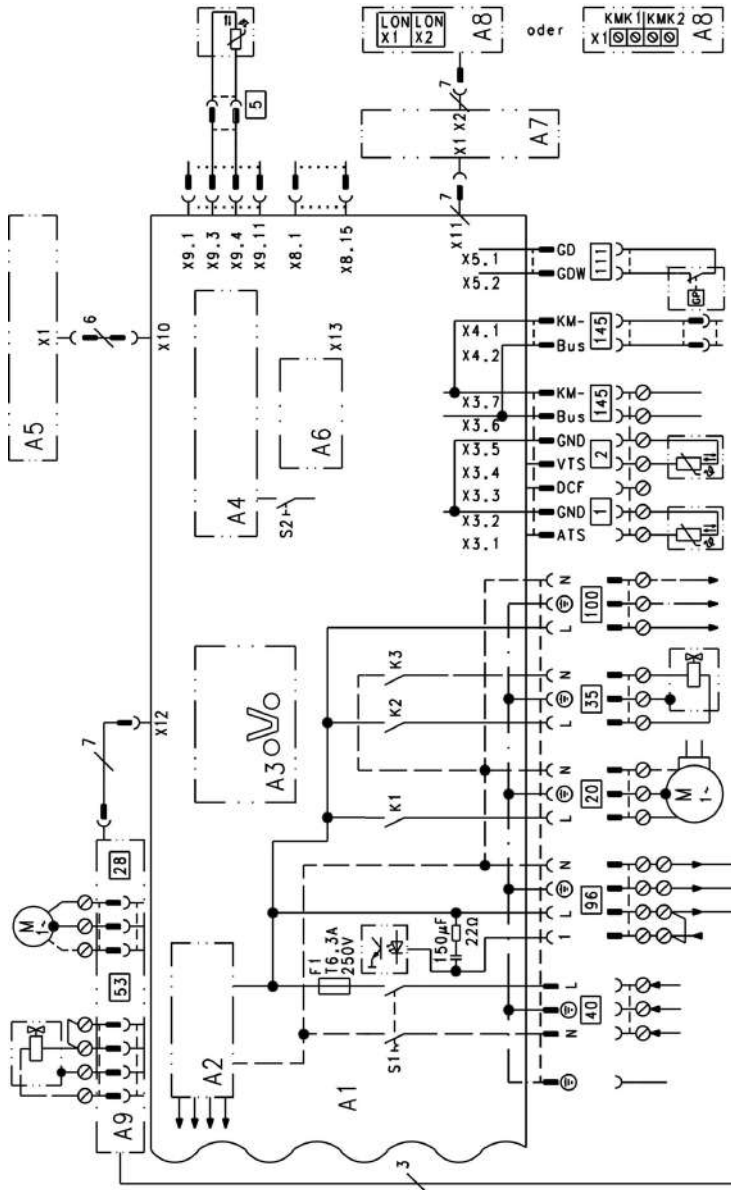 LON LON
X1 X2
A8
oder
KMK1 KMK2
X1
A8
5
7
X1 X2
A7
7
X9.1
X9.3
X9.4
X9.11
X8.1
X8.15
X11
A5
X1
6
X10
A4
S2
A6
X13
X5.1 GD
X5.2 GDW
111
GP
X4.1 KM-
X4.2 Bus
145
X3.7 KM-
X3.6 Bus
145
X3.5 GND
X3.4 VTS
2
X3.3 DCF
X3.2 GND
X3.1 ATS
1
X12
7
A3
K3
K2
K1
N
L
100
N
L
35
N
L
20
M
1~
N
L
1
96
28
M
1~
53
A9
A2
A1
F1
T6.3A
250V
150µF
22Ω
S1
L
N
40
3